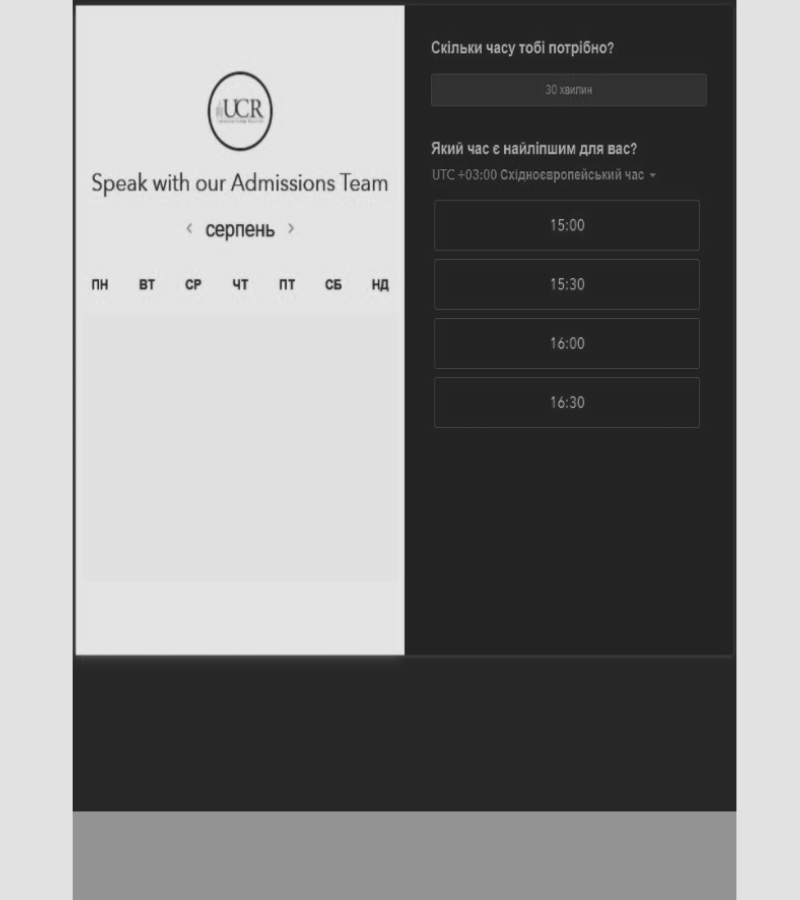 UCR
Speak with our Admissions Team
‹ серпень ›
ПН ВТ СР ЧТ ПТ СБ НД
Скільки часу тобі потрібно?
30 хвилин
Який час є найліпшим для вас?
UTC +03:00 Східноєвропейський час
15:00
15:30
16:00
16:30